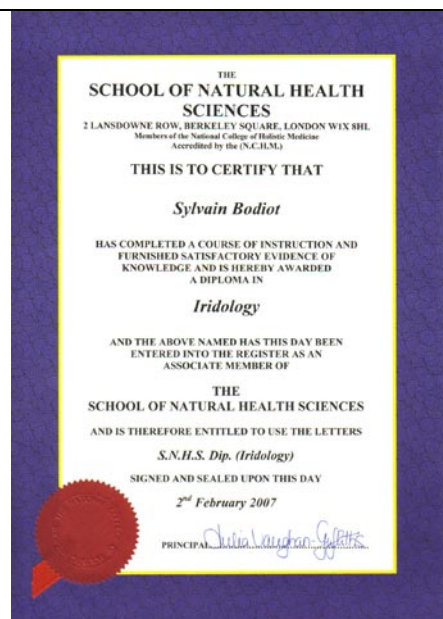 THE
SCHOOL OF NATURAL HEALTH
SCIENCES
2 LANSDOWNE ROW, BERKELEY SQUARE, LONDON W1X 8HL
Members of the National College of Holistic Medicine
Accredited by the (N.C.H.M.)
THIS IS TO CERTIFY THAT
Sylvain Bodiot
HAS COMPLETED A COURSE OF INSTRUCTION AND
FURNISHED SATISFACTORY EVIDENCE OF
KNOWLEDGE AND IS HEREBY AWARDED
A DIPLOMA IN
Iridology
AND THE ABOVE NAMED HAS THIS DAY BEEN
ENTERED INTO THE REGISTER AS AN
ASSOCIATE MEMBER OF
THE
SCHOOL OF NATURAL HEALTH SCIENCES
AND IS THEREFORE ENTITLED TO USE THE LETTERS
S.N.H.S. Dip. (Iridology)
SIGNED AND SEALED UPON THIS DAY
2nd February 2007
PRINCIPAL Julia Vaughan-Griffiths